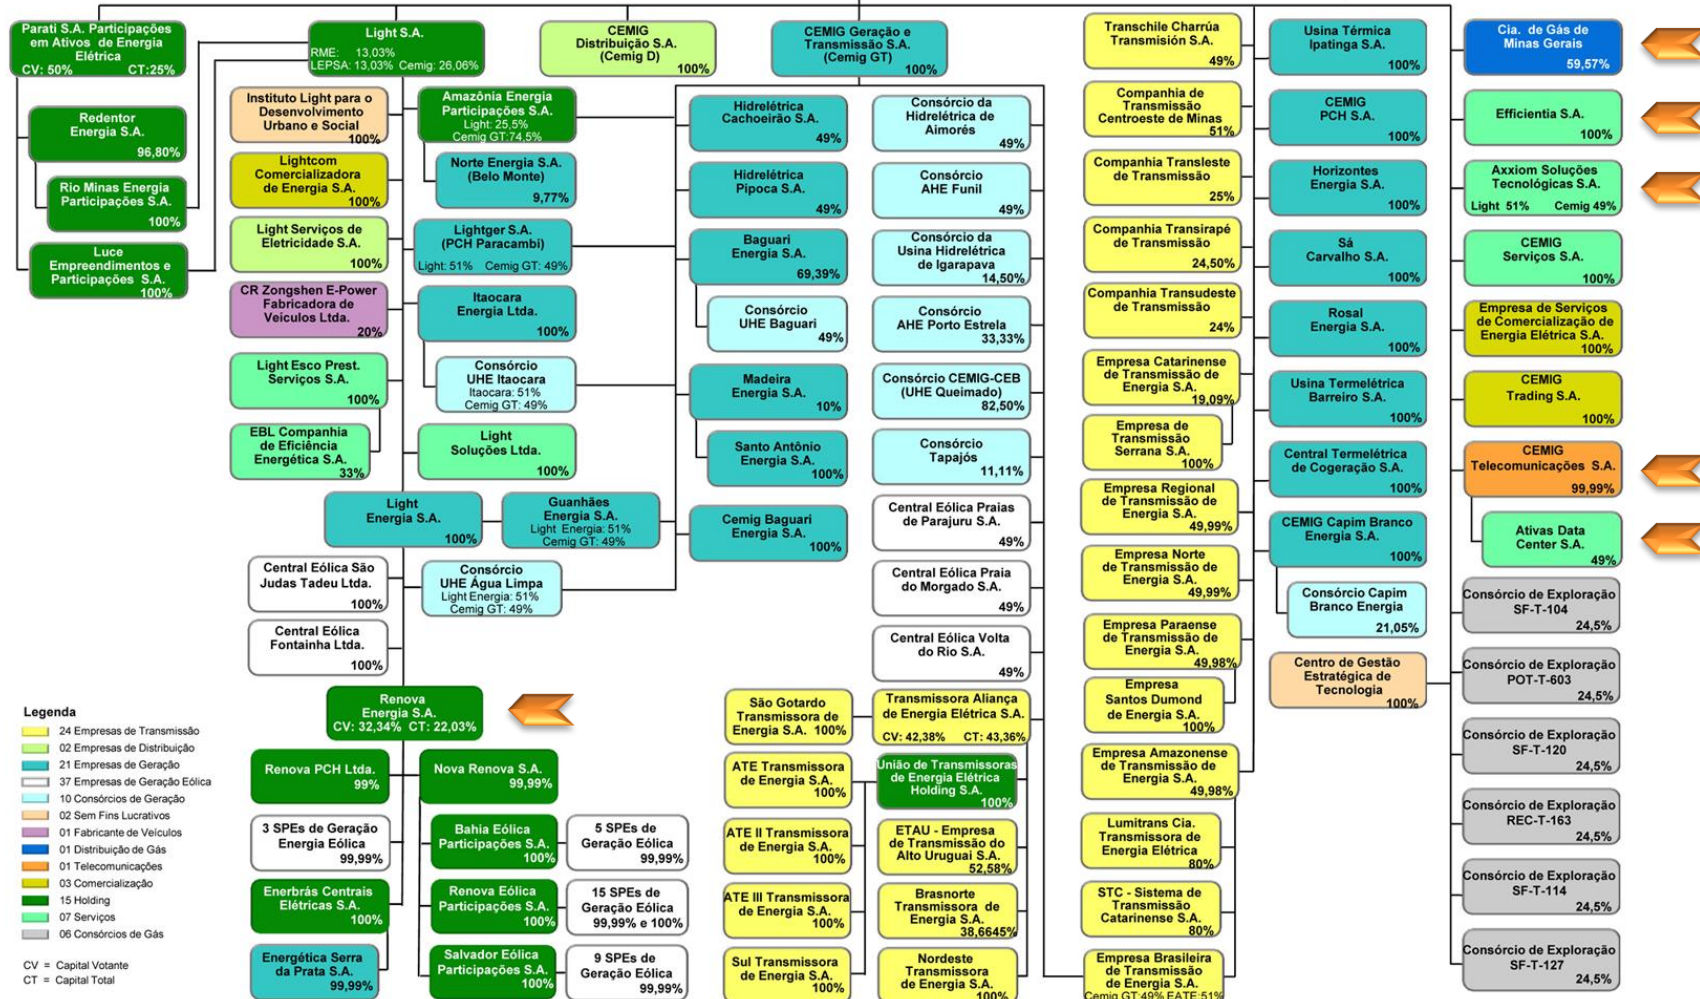 Parati S.A. Participações
em Ativos de Energia
Elétrica
CV: 50% CT:25%
Light S.A.
RME: 13,03%
LEPSA: 13,03% Cemig: 26,06%
CEMIG
Distribuição S.A.
(Cemig D)
100%
CEMIG Geração e
Transmissão S.A.
(Cemig GT)
100%
Redentor
Energia S.A.
96,80%
Rio Minas Energia
Participações S.A.
100%
Luce
Empreendimentos e
Participações S.A.
100%
Instituto Light para o
Desenvolvimento
Urbano e Social
100%
Lightcom
Comercializadora
de Energia S.A.
100%
Light Serviços de
Eletricidade S.A.
100%
CR Zongshen E-Power
Fabricadora de
Veículos Ltda.
20%
Light Esco Prest.
Serviços S.A.
100%
EBL Companhia
de Eficiência
Energética S.A.
33%
Amazônia Energia
Participações S.A.
Light: 25,5%
Cemig GT:74,5%
Norte Energia S.A.
(Belo Monte)
9,77%
Lightger S.A.
(PCH Paracambi)
Light: 51% Cemig GT: 49%
Itaocara
Energia Ltda.
100%
Consórcio
UHE Itaocara
Itaocara: 51%
Cemig GT: 49%
Light
Soluções Ltda.
100%
Light
Energia S.A.
100%
Guanhães
Energia S.A.
Light Energia: 51%
Cemig GT: 49%
Central Eólica São
Judas Tadeu Ltda.
100%
Consórcio
UHE Água Limpa
Light Energia: 51%
Cemig GT: 49%
Central Eólica
Fontainha Ltda.
100%
Renova
Energia S.A.
CV: 32,34% CT: 22,03%
Renova PCH Ltda.
99%
Nova Renova S.A.
99,99%
3 SPEs de Geração
Energia Eólica
99,99%
Bahia Eólica
Participações S.A.
100%
5 SPEs de
Geração Eólica
99,99%
Enerbrás Centrais
Elétricas S.A.
100%
Renova Eólica
Participações S.A.
100%
15 SPEs de
Geração Eólica
99,99% e 100%
Energética Serra
da Prata S.A.
99,99%
Salvador Eólica
Participações S.A.
100%
9 SPEs de
Geração Eólica
99,99%
Hidrelétrica
Cachoeirão S.A.
49%
Hidrelétrica
Pipoca S.A.
49%
Baguari
Energia S.A.
69,39%
Consórcio
UHE Baguari
49%
Madeira
Energia S.A.
10%
Santo Antônio
Energia S.A.
100%
Cemig Baguari
Energia S.A.
100%
Consórcio da
Hidrelétrica de
Aimorés
49%
Consórcio
AHE Funil
49%
Consórcio da
Usina Hidrelétrica
de Igarapava
14,50%
Consórcio
AHE Porto Estrela
33,33%
Consórcio CEMIG-CEB
(UHE Queimado)
82,50%
Consórcio
Tapajós
11,11%
Central Eólica Praias
de Parajuru S.A.
49%
Central Eólica Praia
do Morgado S.A.
49%
Central Eólica Volta
do Rio S.A.
49%
São Gotardo
Transmissora de
Energia S.A. 100%
Transmissora Aliança
de Energia Elétrica S.A.
CV: 42,38% CT: 43,36%
ATE Transmissora
de Energia S.A.
100%
União de Transmissoras
de Energia Elétrica
Holding S.A.
100%
ATE II Transmissora
de Energia S.A.
100%
ETAU - Empresa
de Transmissão do
Alto Uruguai S.A.
52,58%
ATE III Transmissora
de Energia S.A.
100%
Brasnorte
Transmissora de
Energia S.A.
38,6645%
Sul Transmissora
de Energia S.A.
100%
Nordeste
Transmissora
de Energia S.A.
100%
Transchile Charrúa
Transmisión S.A.
49%
Companhia de
Transmissão
Centroeste de Minas
51%
Companhia Transleste
de Transmissão
25%
Companhia Transirapé
de Transmissão
24,50%
Companhia Transudeste
de Transmissão
24%
Empresa Catarinense
de Transmissão de
Energia S.A.
19,09%
Empresa de
Transmissão
Serrana S.A.
100%
Empresa Regional
de Transmissão de
Energia S.A.
49,99%
Empresa Norte
de Transmissão de
Energia S.A.
49,99%
Empresa Paraense
de Transmissão de
Energia S.A.
49,98%
Empresa
Santos Dumond
de Energia S.A.
100%
Empresa Amazonense
de Transmissão de
Energia S.A.
49,98%
Lumitrans Cia.
Transmissora de
Energia Elétrica
80%
STC - Sistema de
Transmissão
Catarinense S.A.
80%
Empresa Brasileira
de Transmissão
de Energia S.A.
Cemig GT:49% EATE:51%
Usina Térmica
Ipatinga S.A.
100%
CEMIG
PCH S.A.
100%
Horizontes
Energia S.A.
100%
Sá
Carvalho S.A.
100%
Rosal
Energia S.A.
100%
Usina Termelétrica
Barreiro S.A.
100%
Central Termelétrica
de Cogeração S.A.
100%
CEMIG Capim Branco
Energia S.A.
100%
Consórcio Capim
Branco Energia
21,05%
Centro de Gestão
Estratégica de
Tecnologia
100%
Cia. de Gás de
Minas Gerais
59,57%
Efficientia S.A.
100%
Axxiom Soluções
Tecnológicas S.A.
Light 51% Cemig 49%
CEMIG
Serviços S.A.
100%
Empresa de Serviços
de Comercialização de
Energia Elétrica S.A.
100%
CEMIG
Trading S.A.
100%
CEMIG
Telecomunicações S.A.
99,99%
Ativas Data
Center S.A.
49%
Consórcio de Exploração
SF-T-104
24,5%
Consórcio de Exploração
POT-T-603
24,5%
Consórcio de Exploração
SF-T-120
24,5%
Consórcio de Exploração
REC-T-163
24,5%
Consórcio de Exploração
SF-T-114
24,5%
Consórcio de Exploração
SF-T-127
24,5%
Legenda
24 Empresas de Transmissão
02 Empresas de Distribuição
21 Empresas de Geração
37 Empresas de Geração Eólica
10 Consórcios de Geração
02 Sem Fins Lucrativos
01 Fabricante de Veículos
01 Distribuição de Gás
01 Telecomunicações
03 Comercialização
15 Holding
07 Serviços
06 Consórcios de Gás
CV = Capital Votante
CT = Capital Total